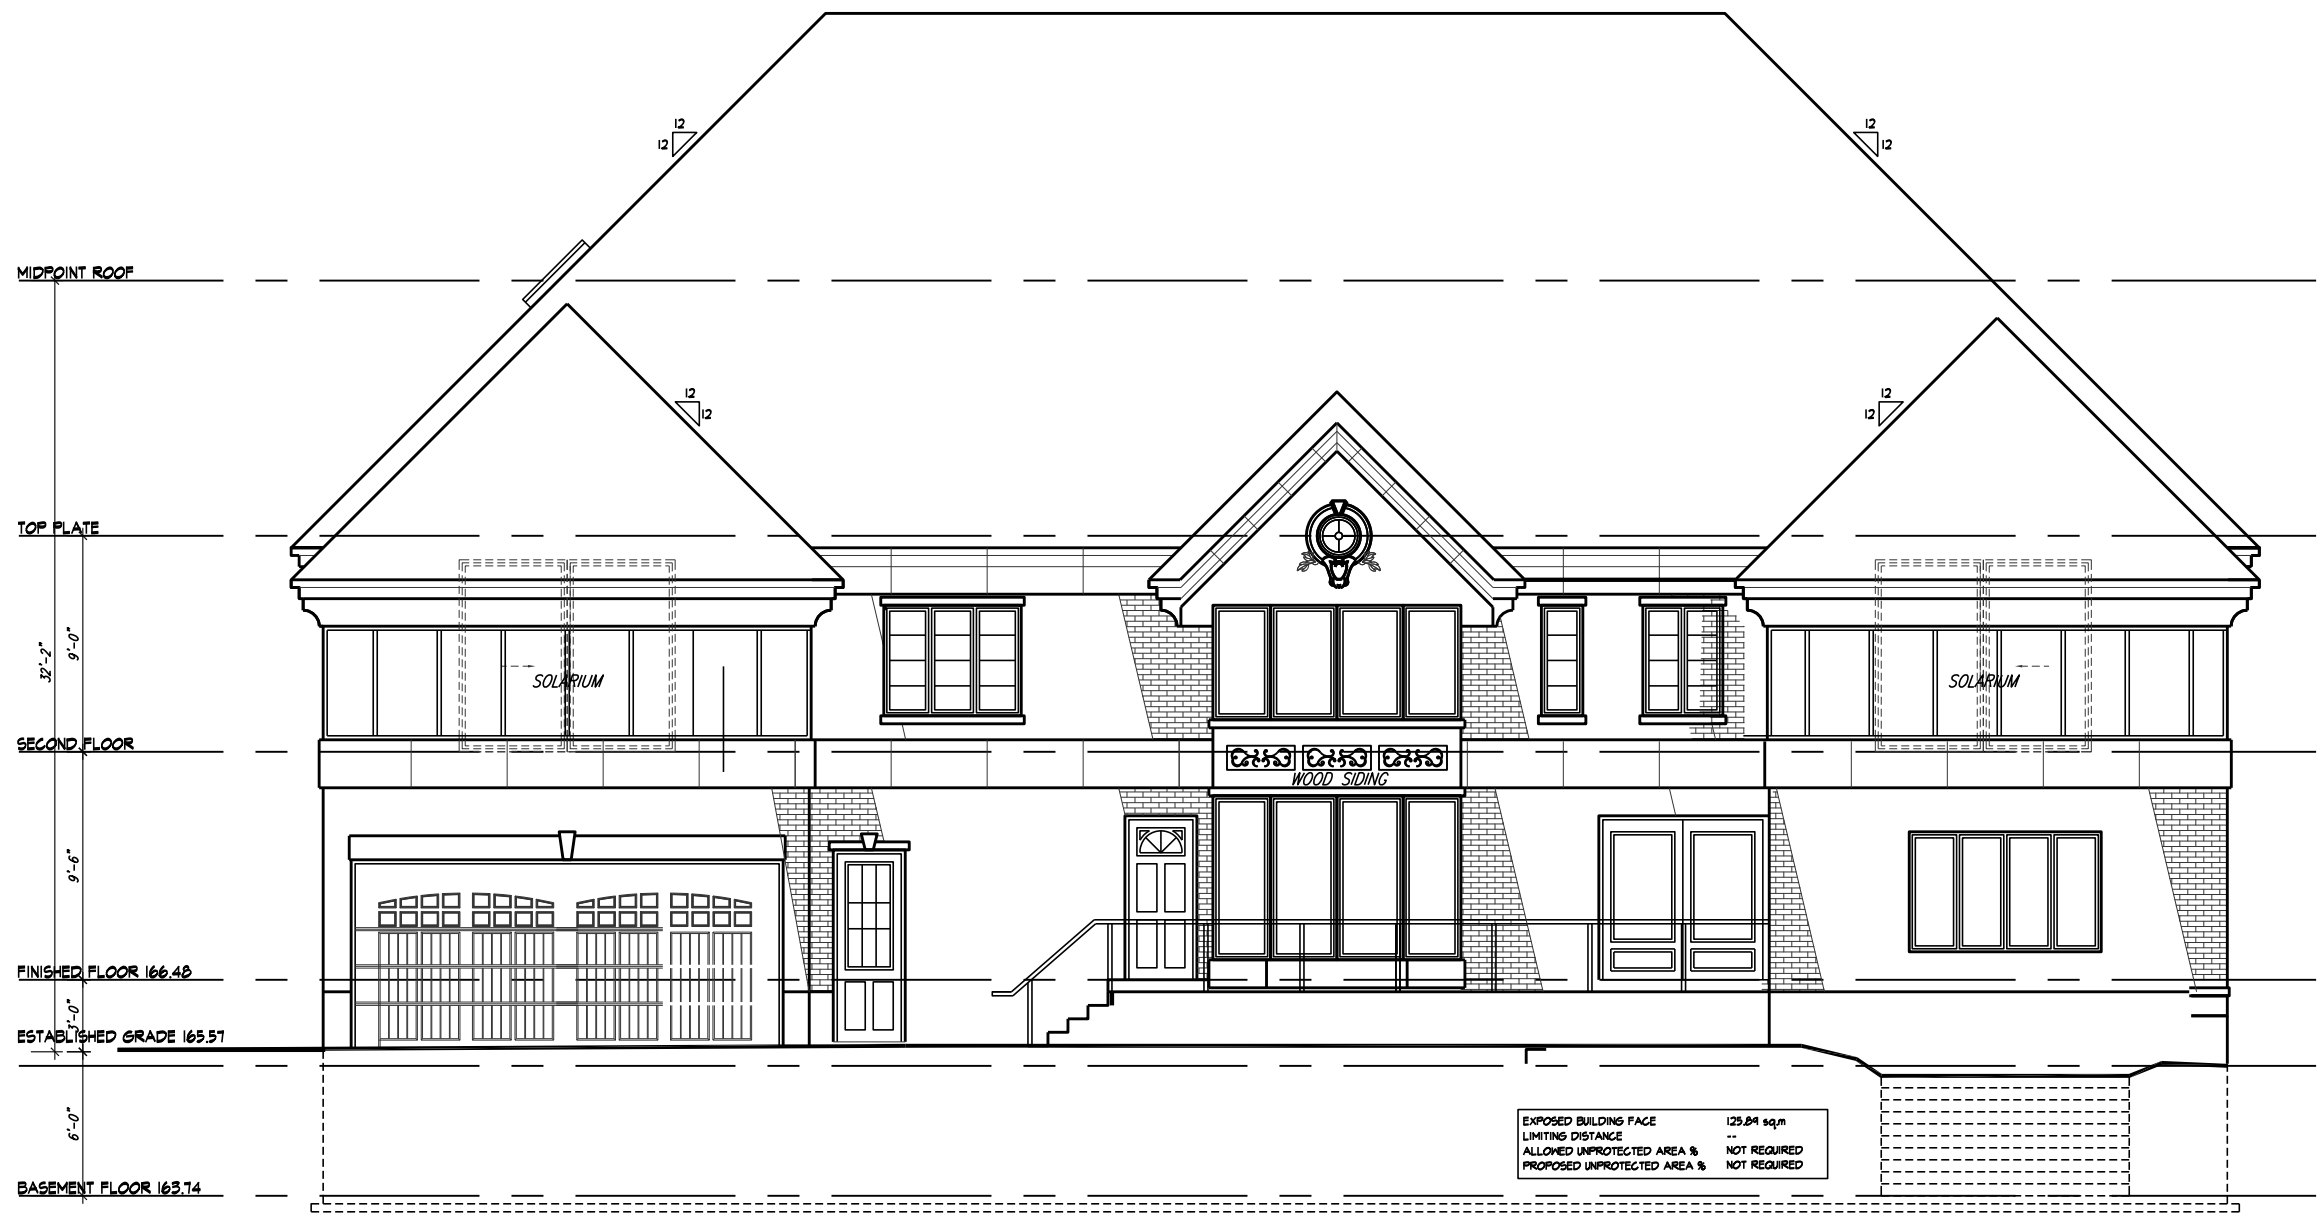 12
12
12
12
MIDPOINT ROOF
12
12
12
12
TOP PLATE
32'-2"
9'-0"
SOLARIUM
SOLARIUM
SECOND FLOOR
WOOD SIDING
9'-6"
FINISHED FLOOR 166.48
3'-0"
ESTABLISHED GRADE 165.57
6'-0"
EXPOSED BUILDING FACE 125.89 sq.m
LIMITING DISTANCE --
ALLOWED UNPROTECTED AREA % NOT REQUIRED
PROPOSED UNPROTECTED AREA % NOT REQUIRED
BASEMENT FLOOR 163.74